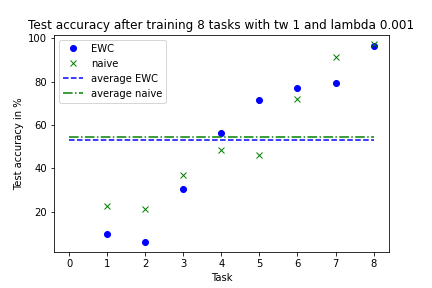 Test accuracy after training 8 tasks with tw 1 and lambda 0.001
100
80
60
40
20
Test accuracy in %
EWC
naive
average EWC
average naive
0 1 2 3 4 5 6 7 8
Task